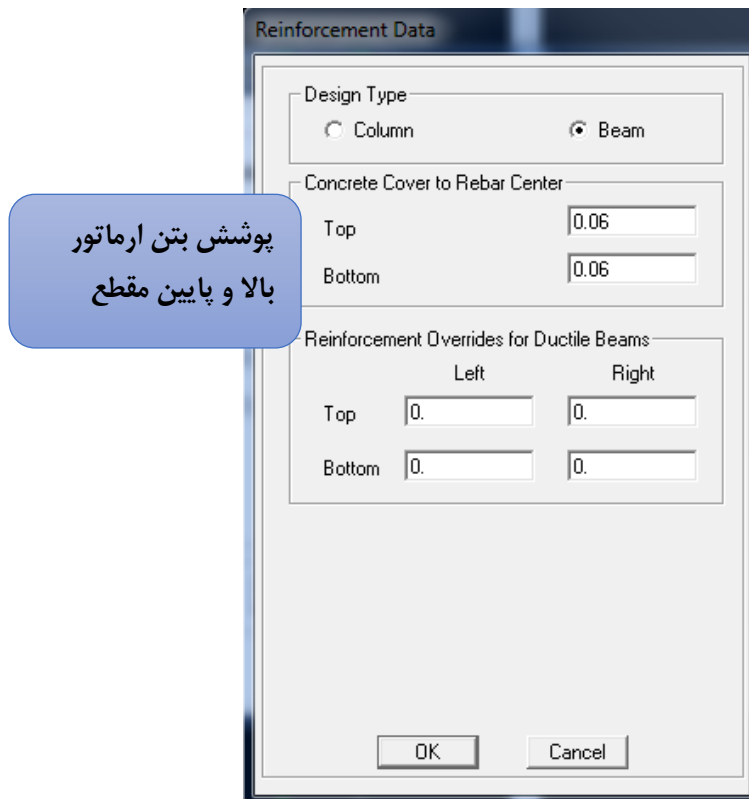 Reinforcement Data
Design Type
Column Beam
Concrete Cover to Rebar Center
Top 0.06
Bottom 0.06
پوشش بتن ارماتور
بالا و پایین مقطع
Reinforcement Overrides for Ductile Beams
Left Right
Top 0. 0.
Bottom 0. 0.
OK Cancel